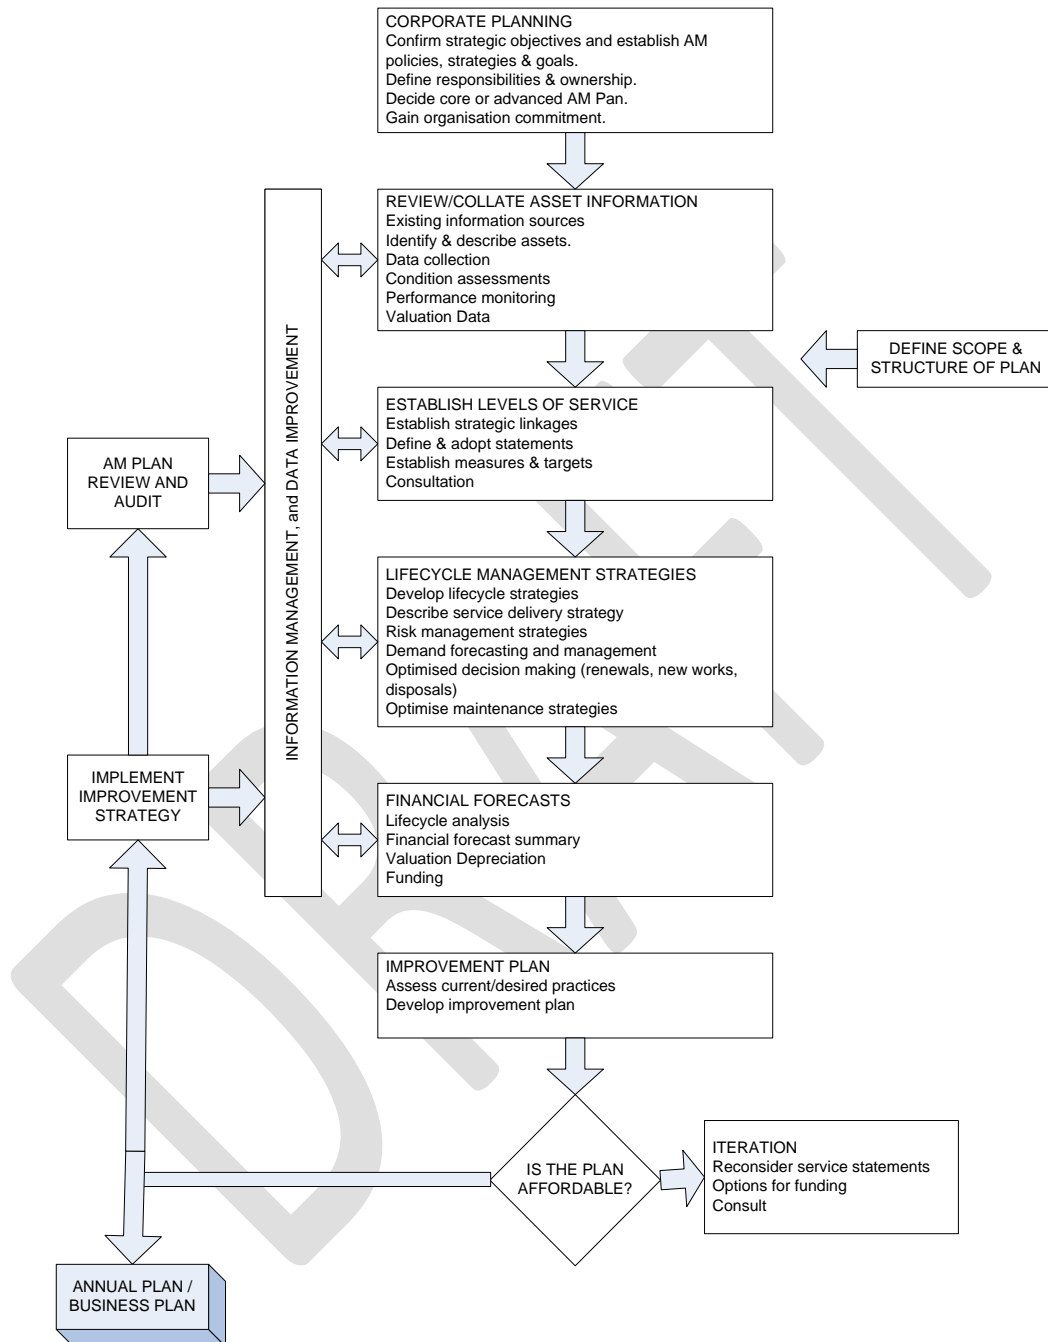 CORPORATE PLANNING
Confirm strategic objectives and establish AM
policies, strategies & goals.
Define responsibilities & ownership.
Decide core or advanced AM Pan.
Gain organisation commitment.
REVIEW/COLLATE ASSET INFORMATION
Existing information sources
Identify & describe assets.
Data collection
Condition assessments
Performance monitoring
Valuation Data
DEFINE SCOPE &
STRUCTURE OF PLAN
INFORMATION MANAGEMENT, and DATA IMPROVEMENT
ESTABLISH LEVELS OF SERVICE
Establish strategic linkages
Define & adopt statements
Establish measures & targets
Consultation
AM PLAN
REVIEW AND
AUDIT
LIFECYCLE MANAGEMENT STRATEGIES
Develop lifecycle strategies
Describe service delivery strategy
Risk management strategies
Demand forecasting and management
Optimised decision making (renewals, new works,
disposals)
Optimise maintenance strategies
IMPLEMENT
IMPROVEMENT
STRATEGY
FINANCIAL FORECASTS
Lifecycle analysis
Financial forecast summary
Valuation Depreciation
Funding
IMPROVEMENT PLAN
Assess current/desired practices
Develop improvement plan
IS THE PLAN
AFFORDABLE?
ITERATION
Reconsider service statements
Options for funding
Consult
ANNUAL PLAN /
BUSINESS PLAN
DRAFT